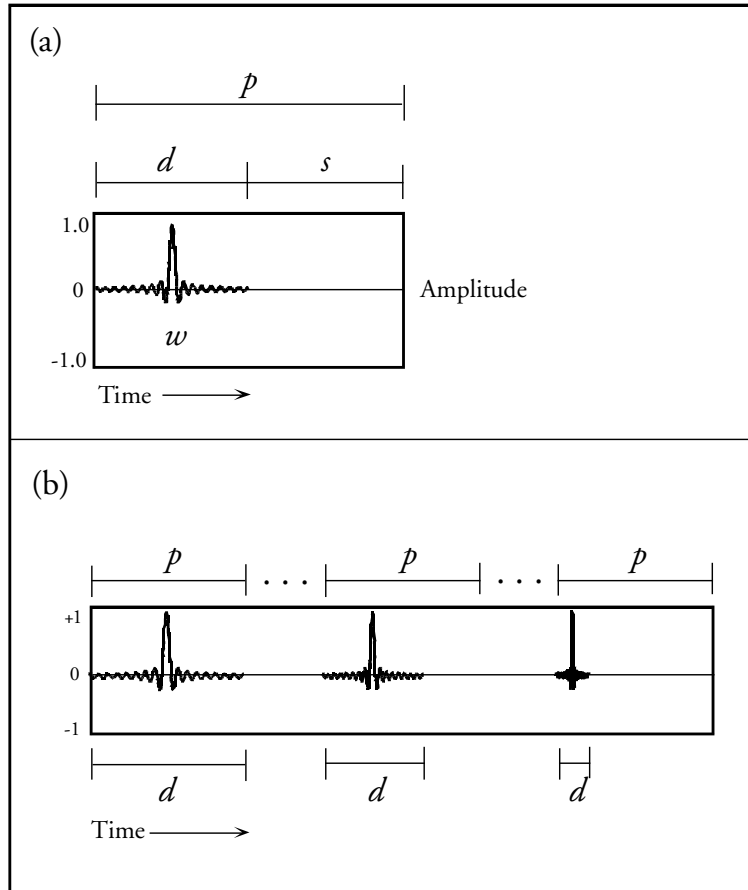 (a)
p
d s
1.0
0 Amplitude
w
-1.0
Time
(b)
p . . . p . . . p
+1
0
-1
d d d
Time